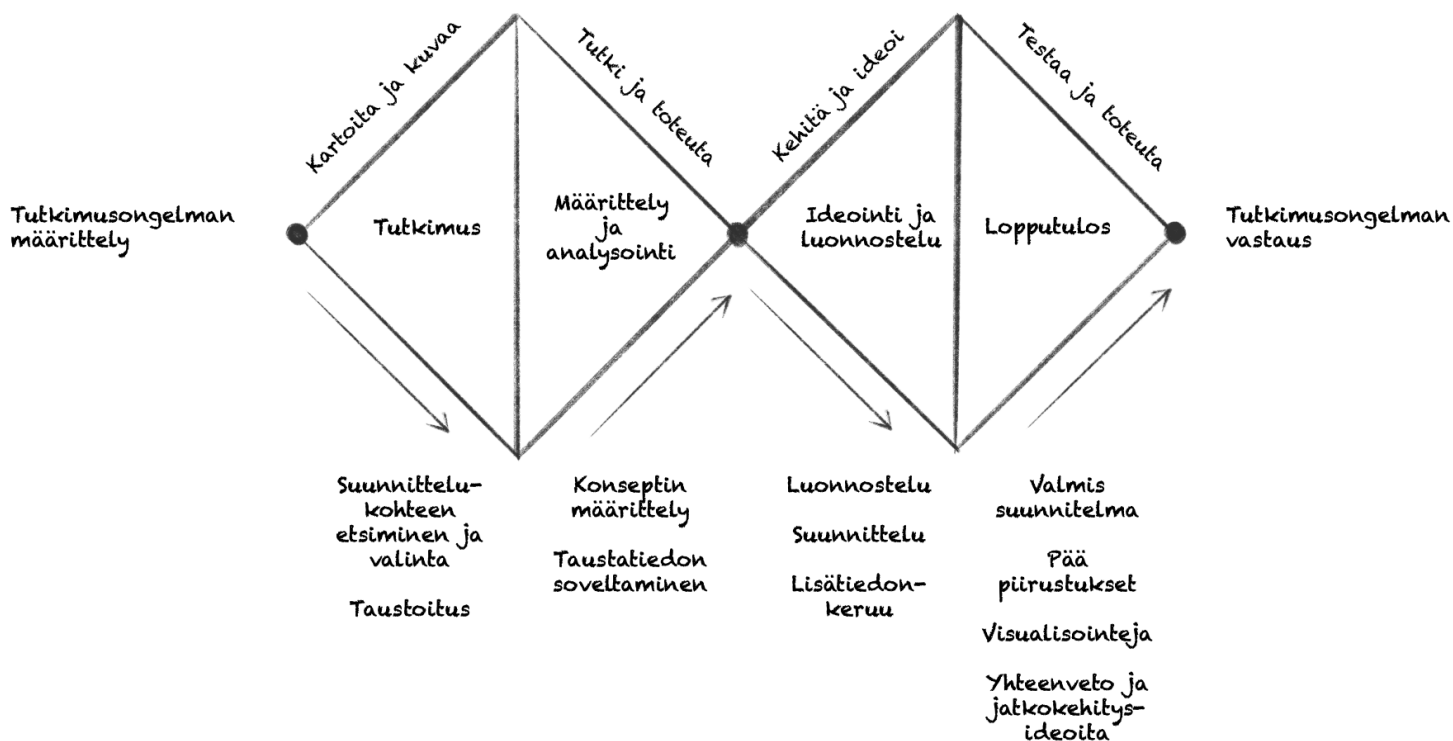 Kartoita ja kuvaa
Tutki ja toteuta
Kehitä ja ideoi
Testaa ja toteuta
Tutkimusongelman
määrittely
Tutkimus
Määrittely
ja
analysointi
Ideointi ja
luonnostelu
Lopputulos
Tutkimusongelman
vastaus
Suunnittelu-
kohteen
etsiminen ja
valinta
Taustoitus
Konseptin
määrittely
Taustatiedon
soveltaminen
Luonnostelu
Suunnittelu
Lisätiedon-
keruu
Valmis
suunnitelma
Pää
piirustukset
Visualisointeja
Yhteenveto ja
jatkokehitys-
ideoita